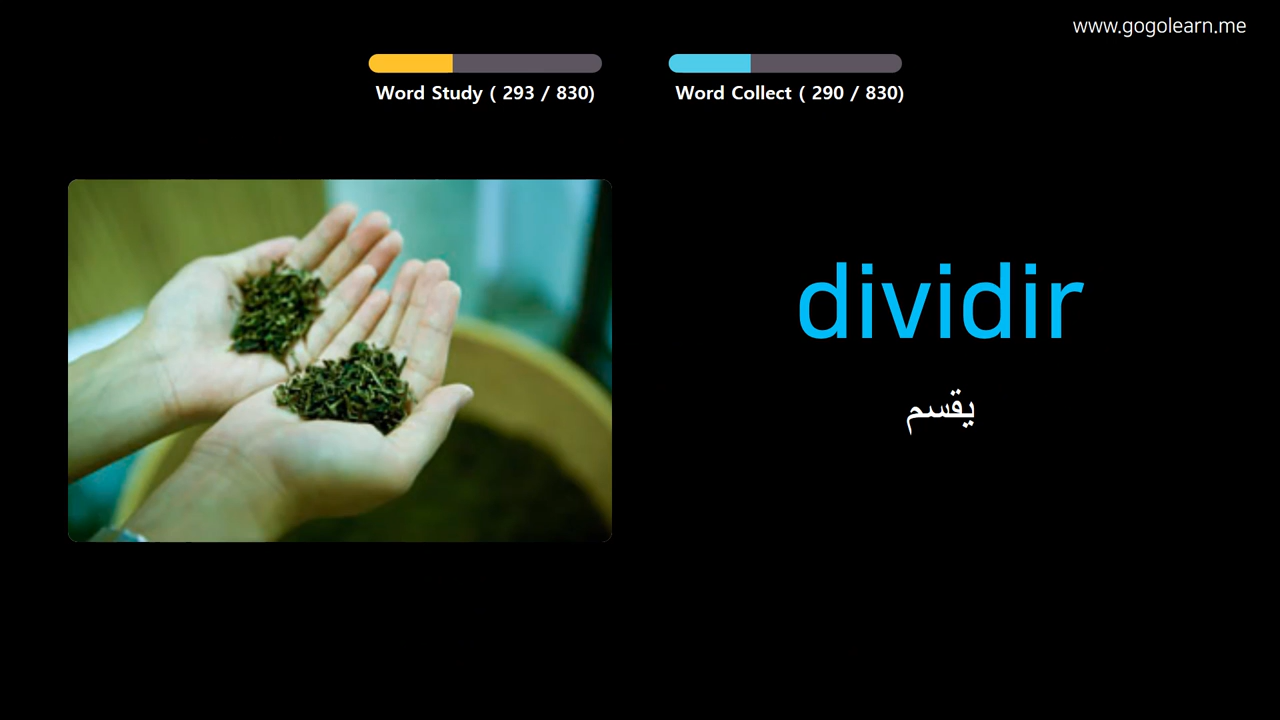 www.gogolearn.me
Word Study ( 293 / 830)
Word Collect ( 290 / 830)
dividir
يقسم